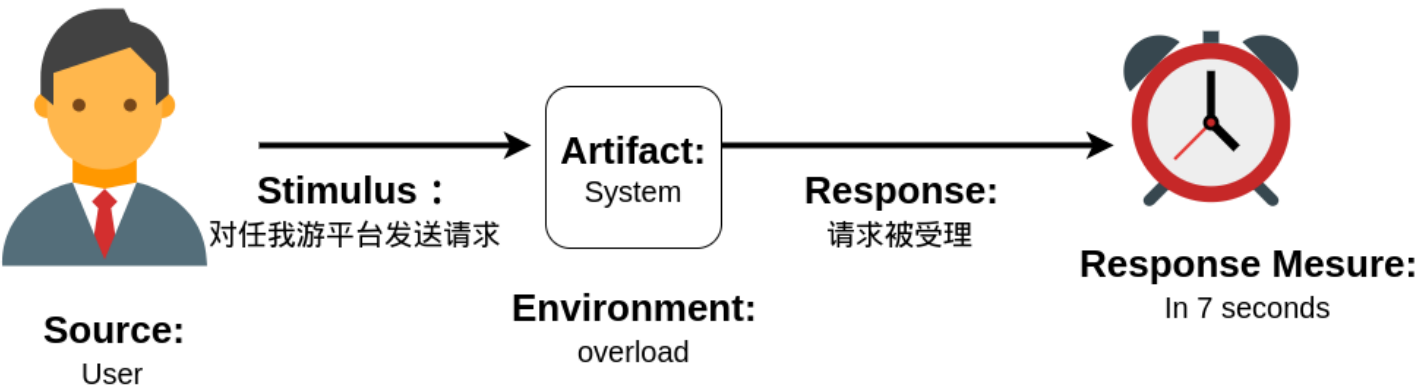 Source:
User
Stimulus：
对任我游平台发送请求
Artifact:
System
Environment:
overload
Response:
请求被受理
Response Mesure:
In 7 seconds